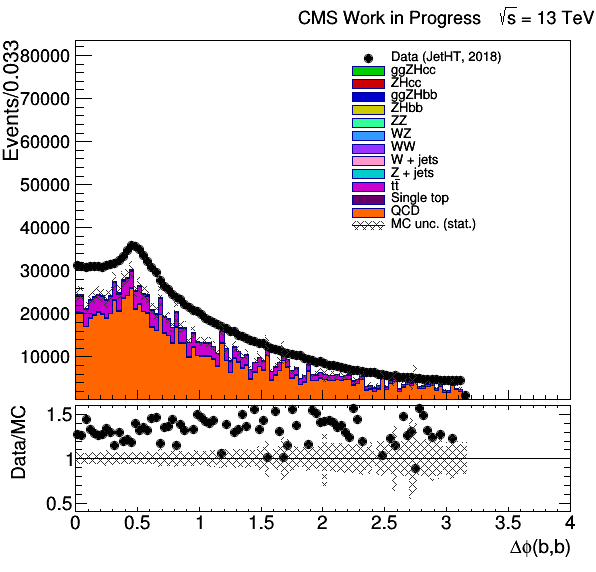 CMS Work in Progress √s = 13 TeV
Events/0.033
80000
70000
60000
50000
40000
30000
20000
10000
Data (JetHT, 2018)
ggZHcc
ZHcc
ggZHbb
ZHbb
ZZ
WZ
WW
W + jets
Z + jets
tt̄
Single top
QCD
MC unc. (stat.)
Data/MC
1.5
1
0.5
0 0.5 1 1.5 2 2.5 3 3.5 4
Δϕ(b,b)